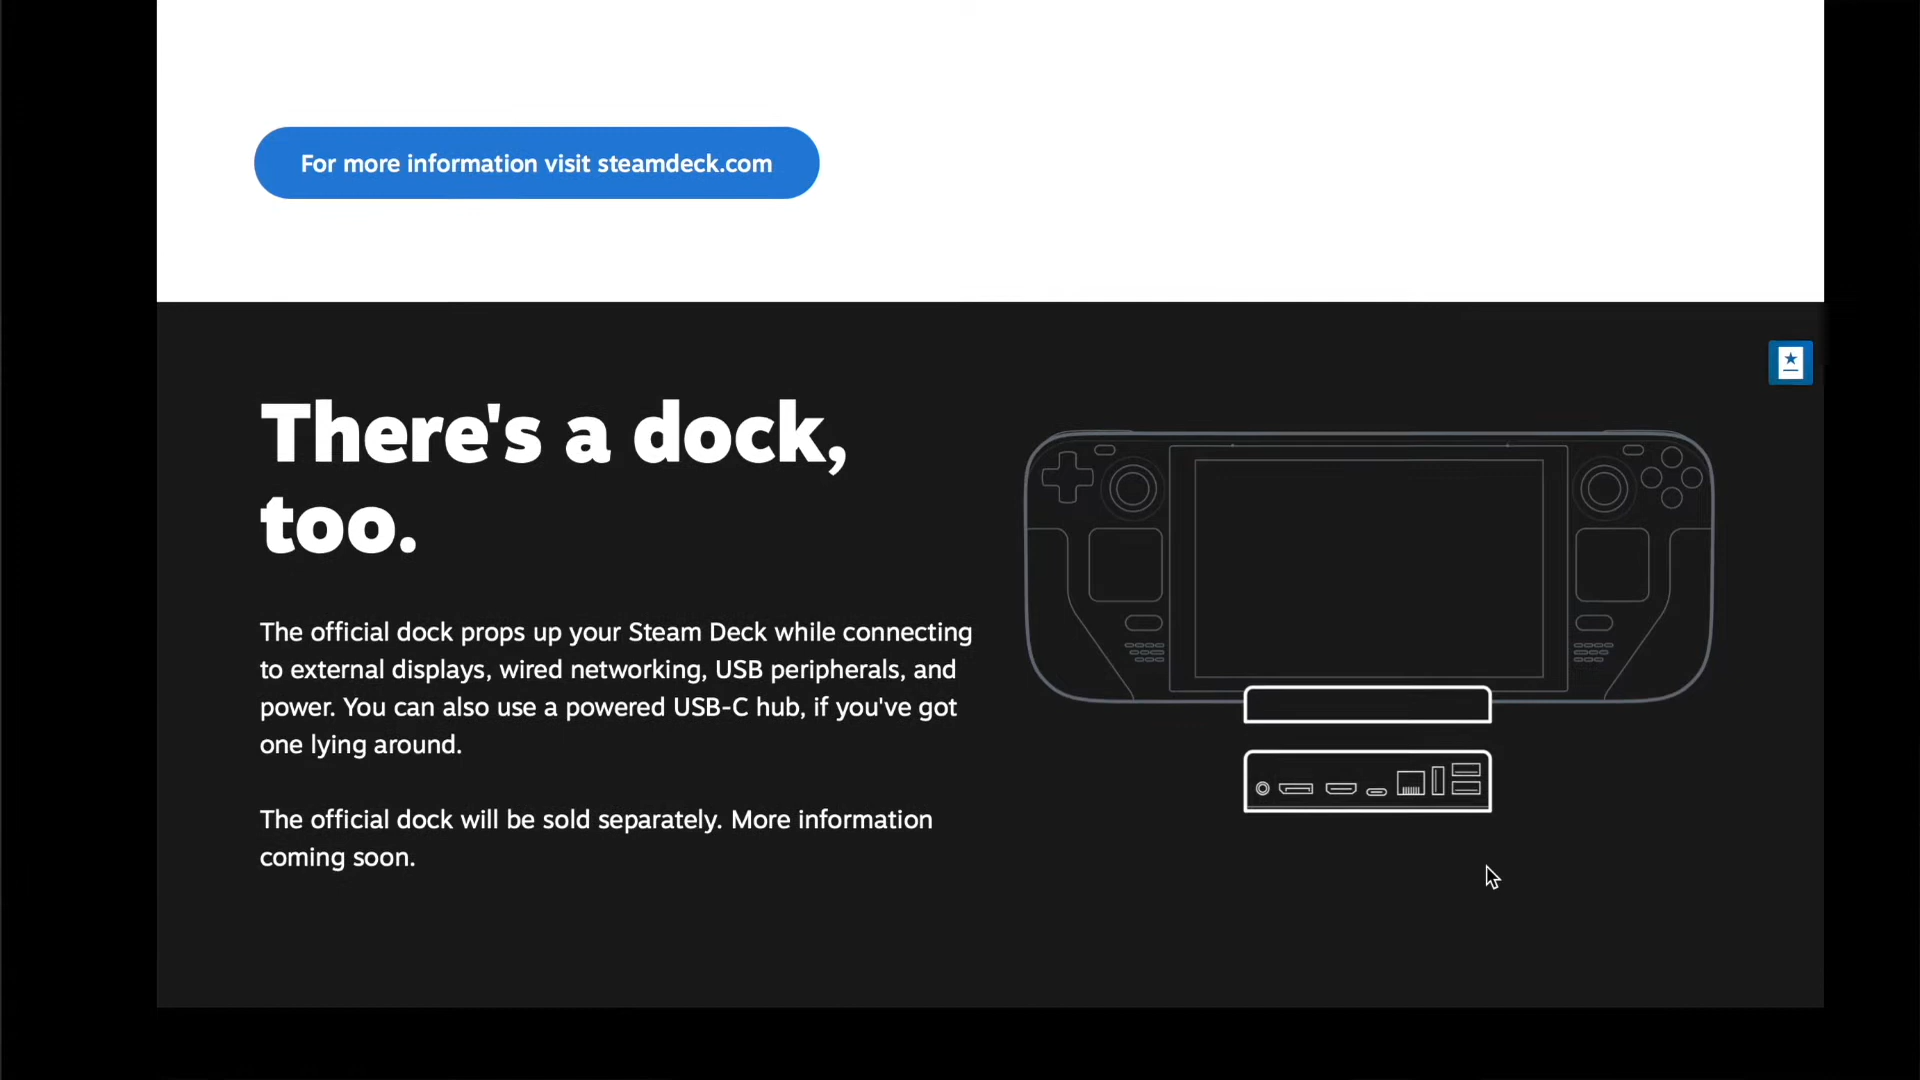 For more information visit steamdeck.com
There's a dock,
too.
The official dock props up your Steam Deck while connecting
to external displays, wired networking, USB peripherals, and
power. You can also use a powered USB-C hub, if you've got
one lying around.
The official dock will be sold separately. More information
coming soon.